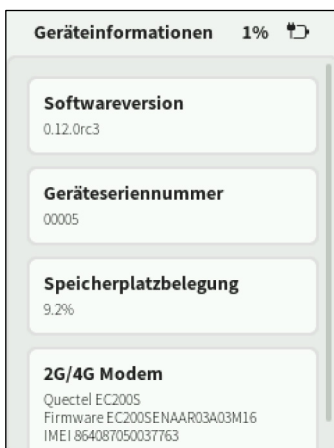 Geräteinformationen 1%
Softwareversion
0.12.0rc3
Geräteseriennummer
00005
Speicherplatzbelegung
9.2%
2G/4G Modem
Quectel EC200S
Firmware EC200SENAAR03A03M16
IMEI 864087050037763